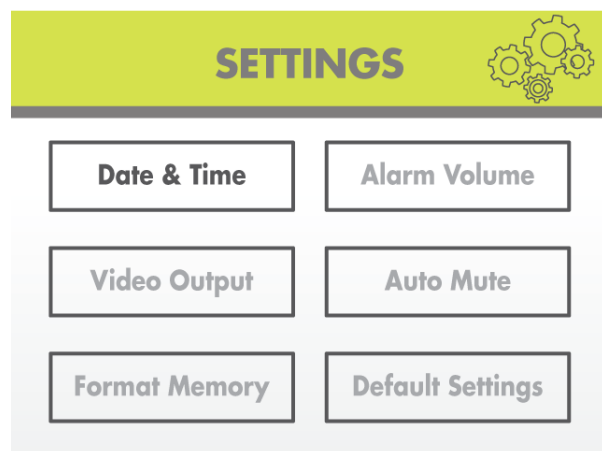 SETTINGS
Date & Time
Alarm Volume
Video Output
Auto Mute
Format Memory
Default Settings